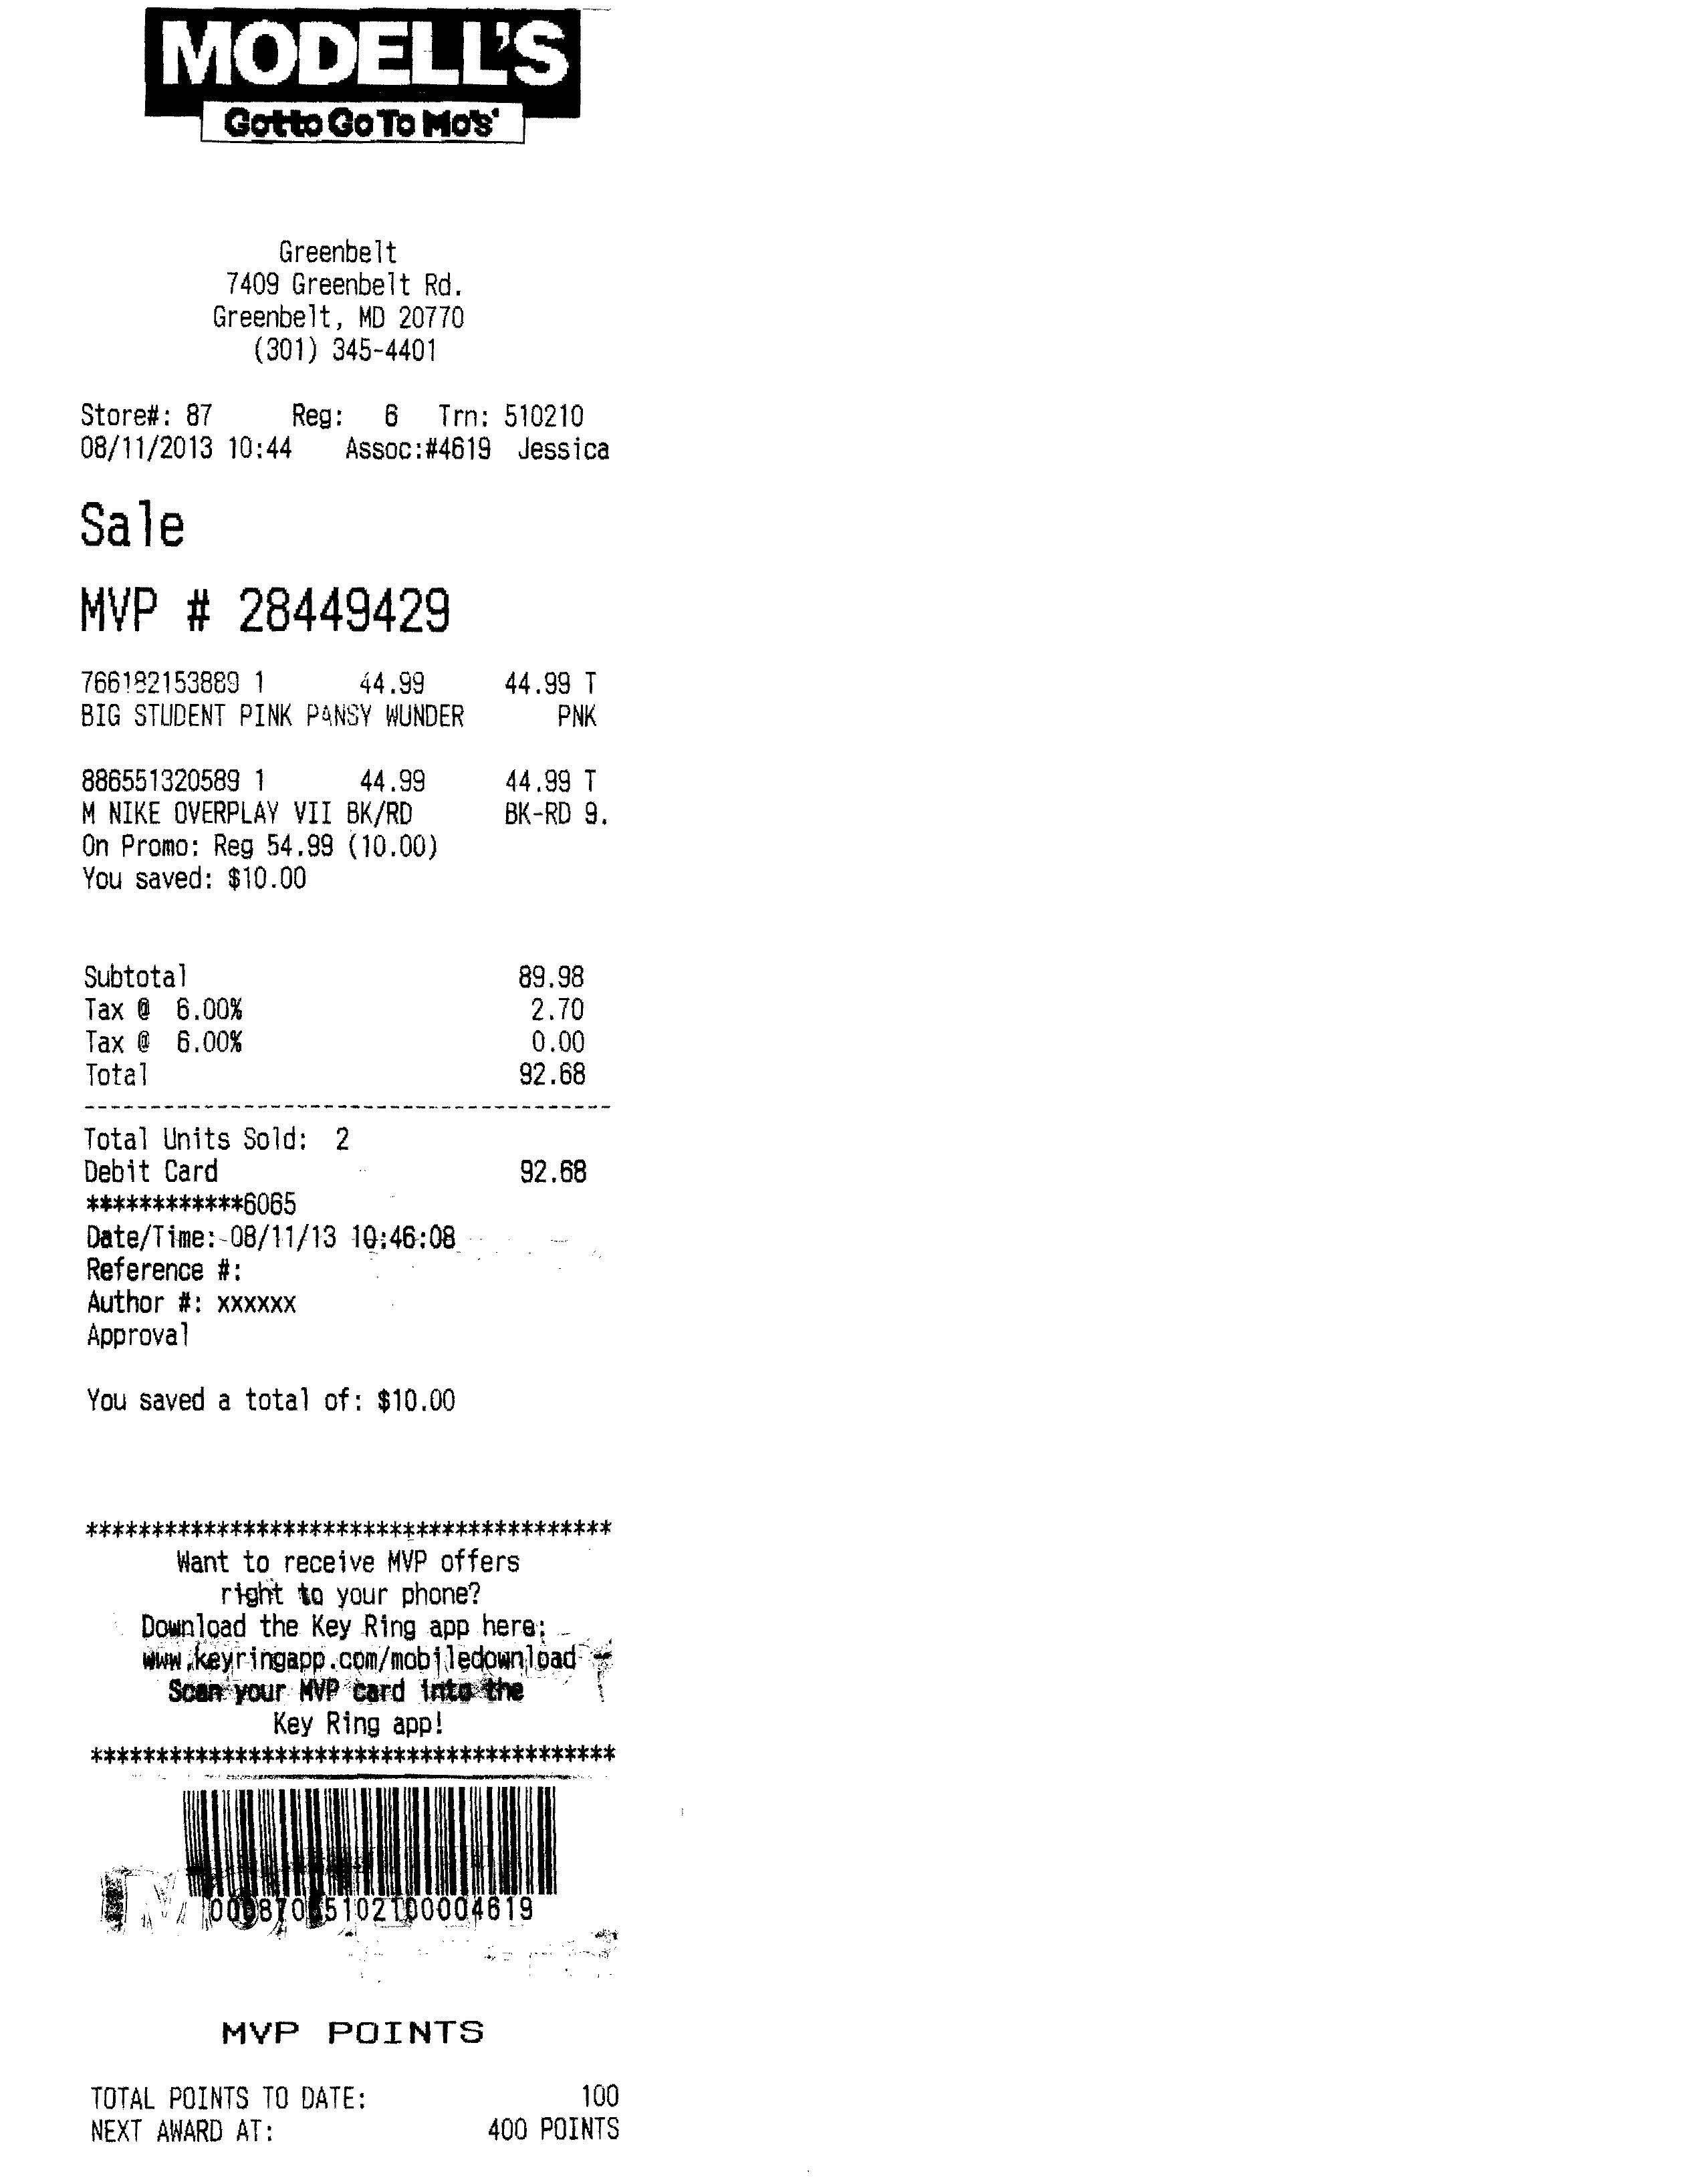 MODELL'S
Gotto Go To Mo's
Greenbelt
7409 Greenbelt Rd.
Greenbelt, MD 20770
(301) 345-4401
Store#: 87 Reg: 6 Trn: 510210
08/11/2013 10:44 Assoc:#4619 Jessica
Sale
MVP # 28449429
766182153889 1 44.99 44.99 T
BIG STUDENT PINK PANSY WUNDER PNK
886551320589 1 44.99 44.99 T
M NIKE OVERPLAY VII BK/RD BK-RD 9.
On Promo: Reg 54.99 (10.00)
You saved: $10.00
Subtotal 89.98
Tax @ 6.00% 2.70
Tax @ 6.00% 0.00
Total 92.68
----------------------------------------
Total Units Sold: 2
Debit Card 92.68
************6065
Date/Time: 08/11/13 10:46:08
Reference #:
Author #: xxxxxx
Approval
You saved a total of: $10.00
****************************************
Want to receive MVP offers
right to your phone?
Download the Key Ring app here:
www.keyringapp.com/mobiledownload
Scan your MVP card into the
Key Ring app!
****************************************
MVP POINTS
TOTAL POINTS TO DATE: 100
NEXT AWARD AT: 400 POINTS